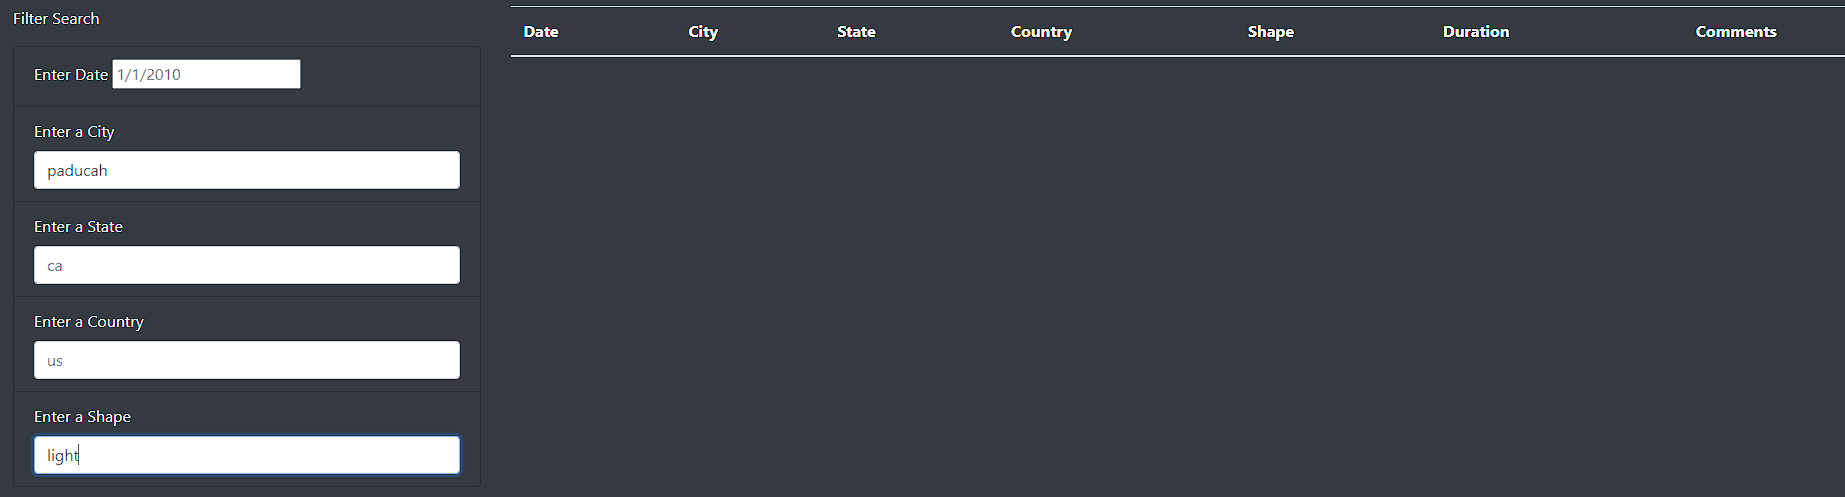 Filter Search
Enter Date 1/1/2010
Enter a City
paducah
Enter a State
ca
Enter a Country
us
Enter a Shape
light
Date City State Country Shape Duration Comments